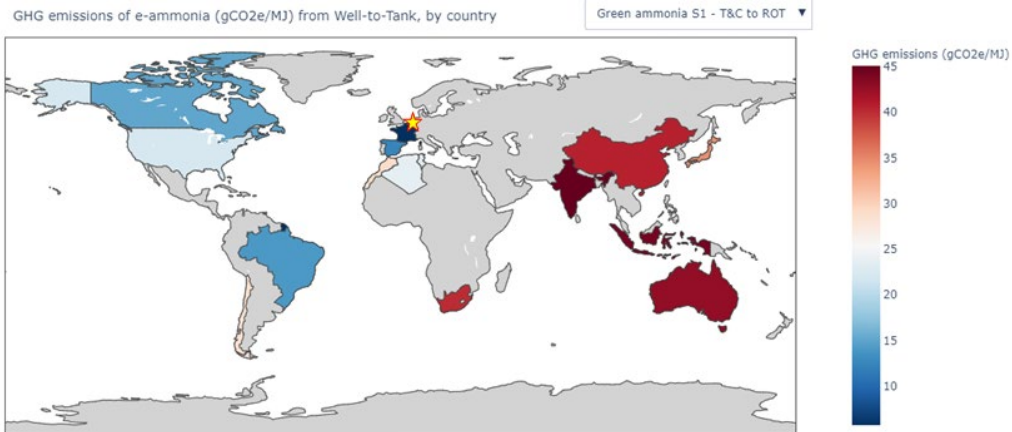 GHG emissions of e-ammonia (gCO2e/MJ) from Well-to-Tank, by country
Green ammonia S1 - T&C to ROT ▼
GHG emissions (gCO2e/MJ)
45
40
35
30
25
20
15
10